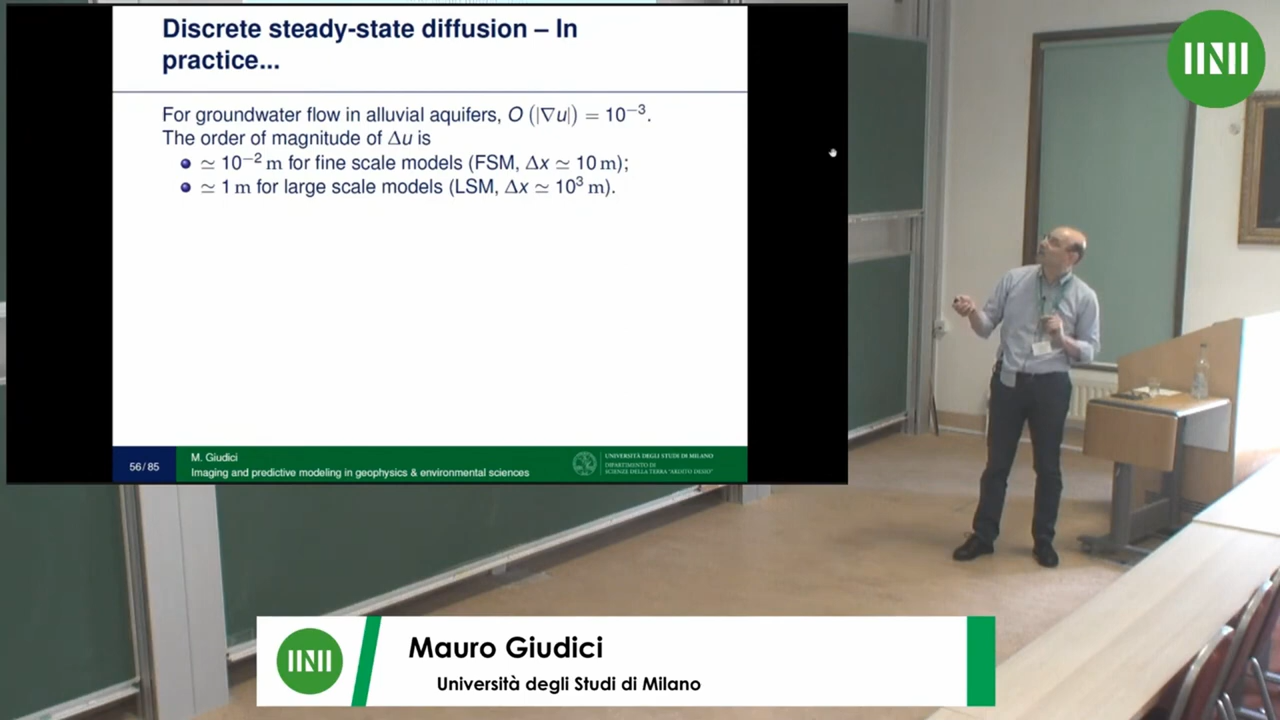 Discrete steady-state diffusion – In
practice...
For groundwater flow in alluvial aquifers, O (|∇u|) = 10⁻³.
The order of magnitude of Δu is
≃ 10⁻² m for fine scale models (FSM, Δx ≃ 10 m);
≃ 1 m for large scale models (LSM, Δx ≃ 10³ m).
56 / 85
M. Giudici
Imaging and predictive modeling in geophysics & environmental sciences
UNIVERSITÀ DEGLI STUDI DI MILANO
DIPARTIMENTO DI
SCIENZE DELLA TERRA "ARDITO DESIO"
Mauro Giudici
Università degli Studi di Milano